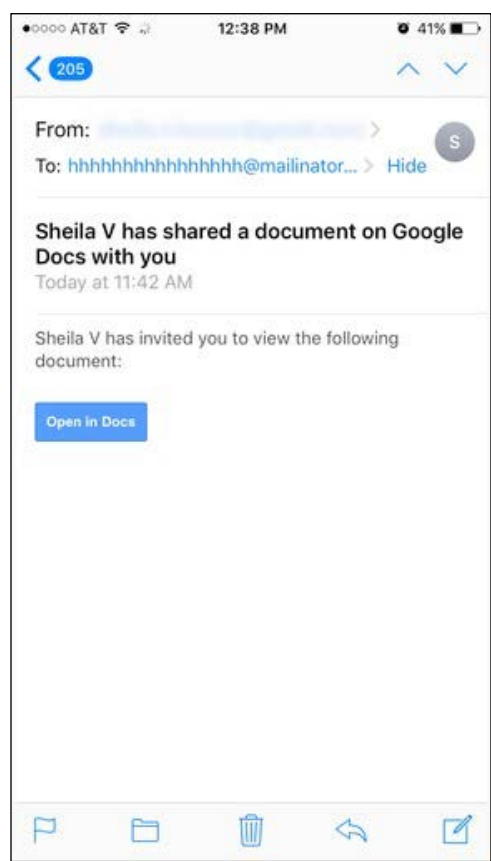 AT&T 12:38 PM 41%
205
From:
S
To: hhhhhhhhhhhhhhhh@mailinator... Hide
Sheila V has shared a document on Google
Docs with you
Today at 11:42 AM
Sheila V has invited you to view the following
document:
Open in Docs